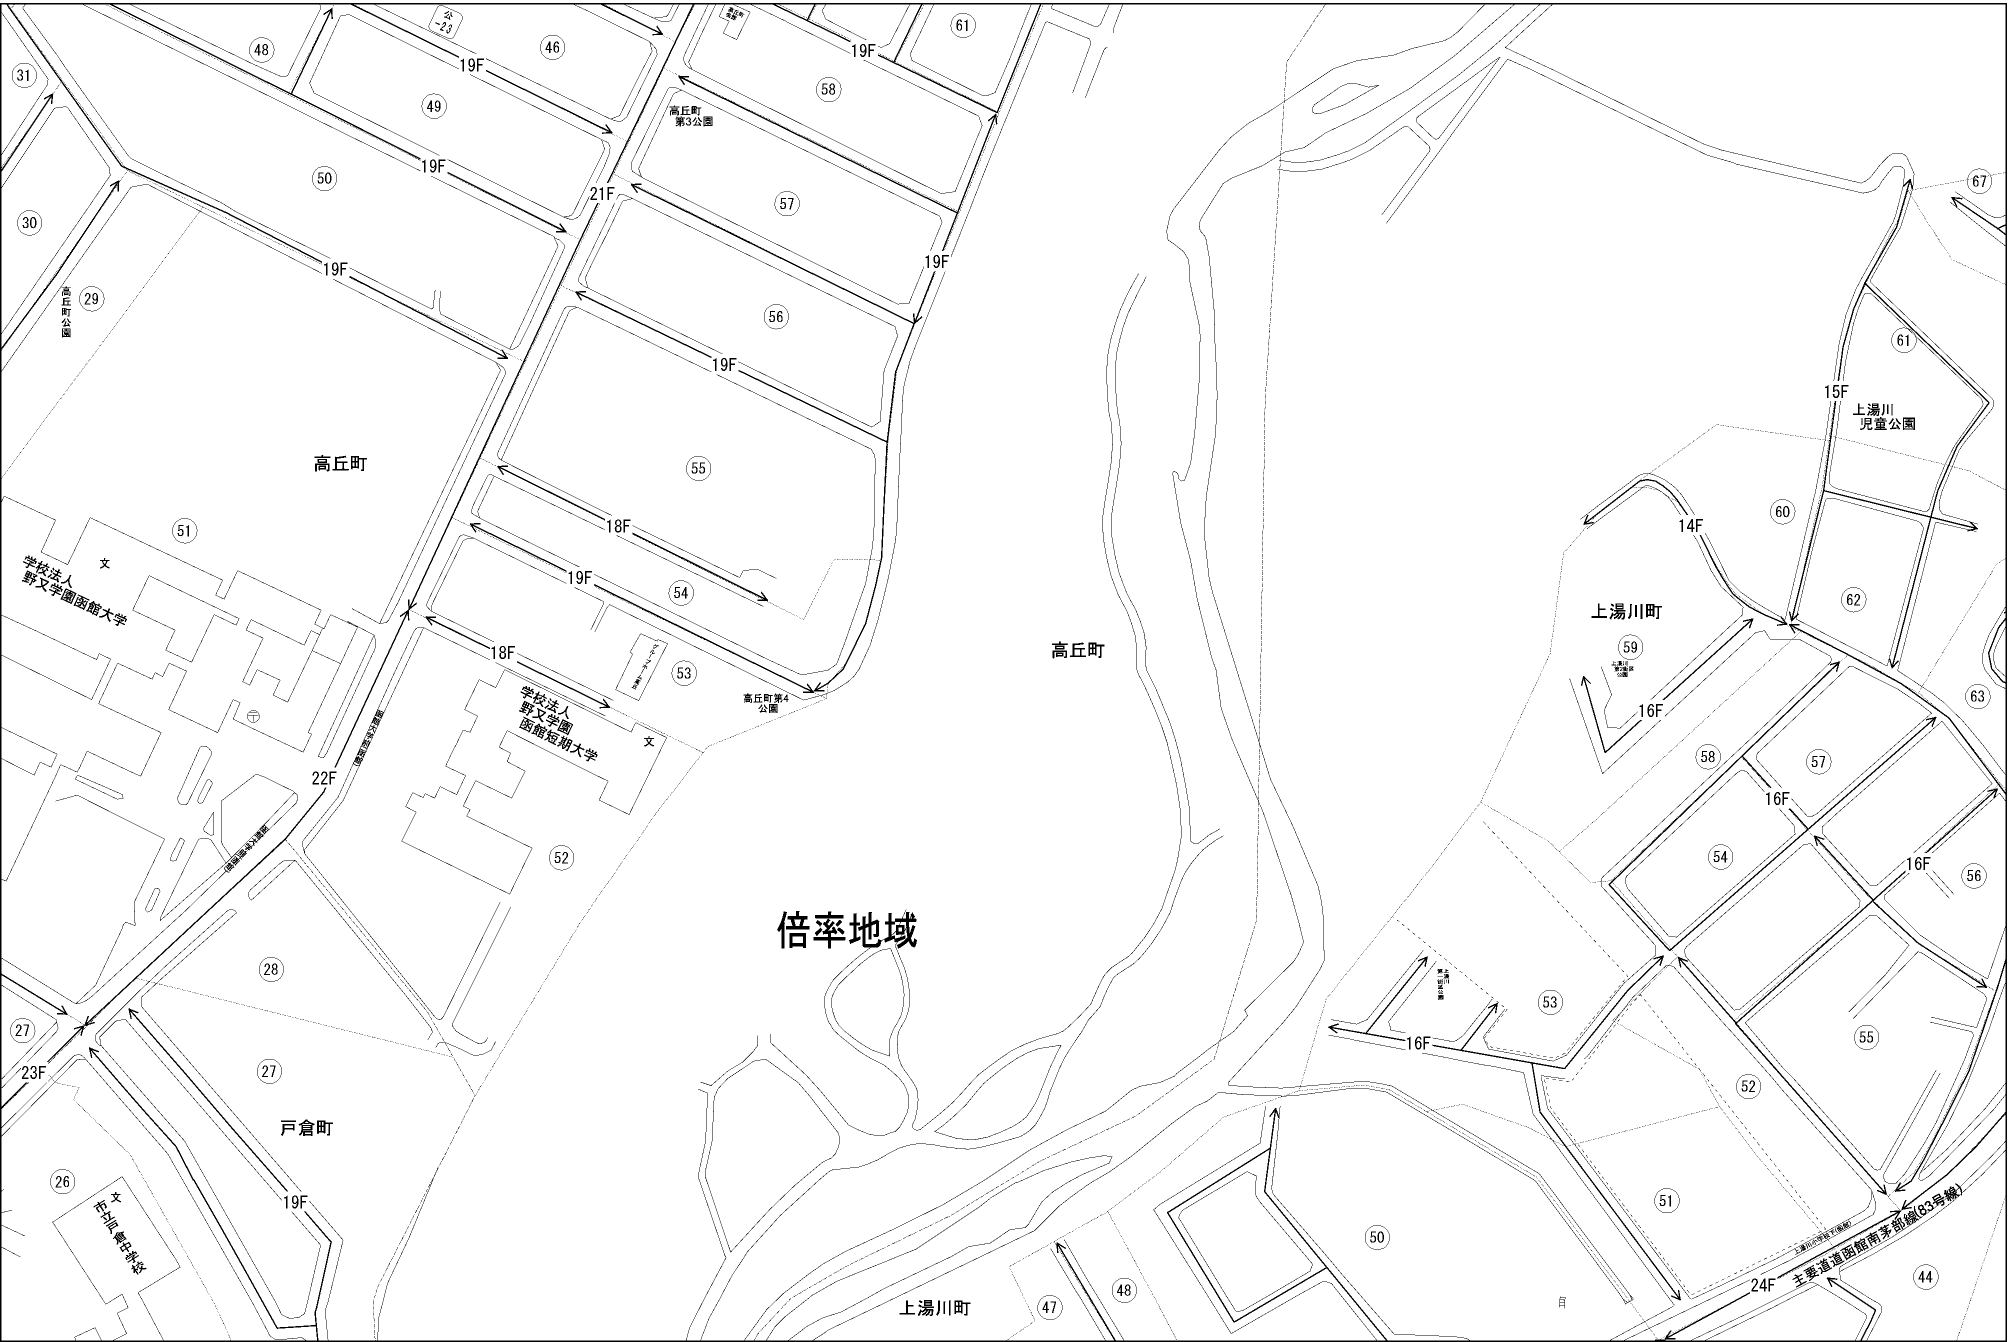 公
-23
46
48
31
19F
49
19F
50
30
29
高丘町公園
19F
高丘町
51
学校法人
野又学園函館大学
文
61
19F
58
高丘町
第3公園
21F
57
19F
56
19F
55
18F
19F
54
18F
53
高丘町第4
公園
学校法人
野又学園
函館短期大学
文
22F
52
倍率地域
高丘町
28
27
27
23F
戸倉町
26
文
市立戸倉中学校
19F
67
61
15F
上湯川
児童公園
60
14F
62
上湯川町
59
63
16F
58
57
16F
54
16F
56
53
16F
55
52
51
50
主要道道函館南茅部線(83号線)
24F
44
上湯川町
47
48